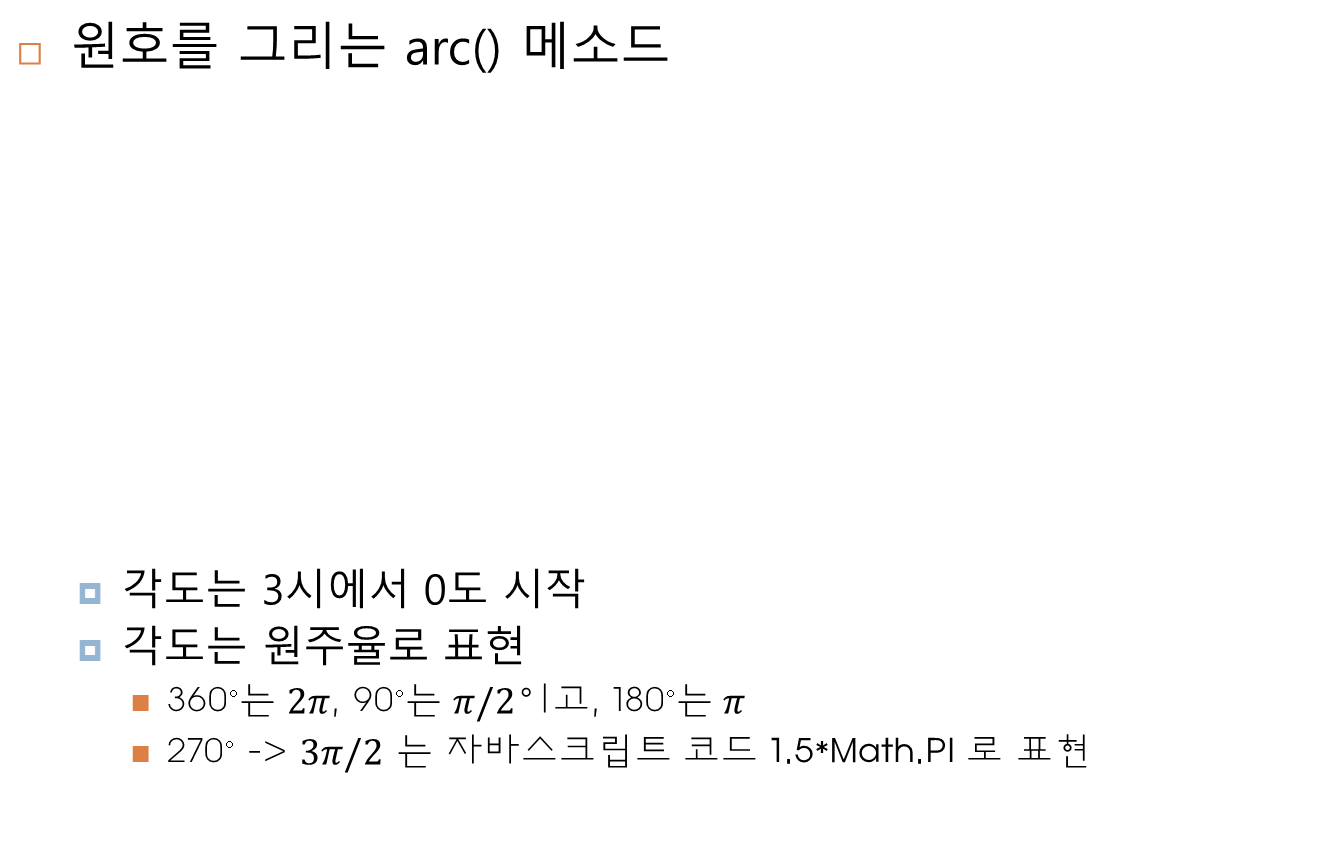 원호를 그리는 arc() 메소드
각도는 3시에서 0도 시작
각도는 원주율로 표현
360°는 2π, 90°는 π/2°이고, 180°는 π
270° -> 3π/2 는 자바스크립트 코드 1.5*Math.PI 로 표현